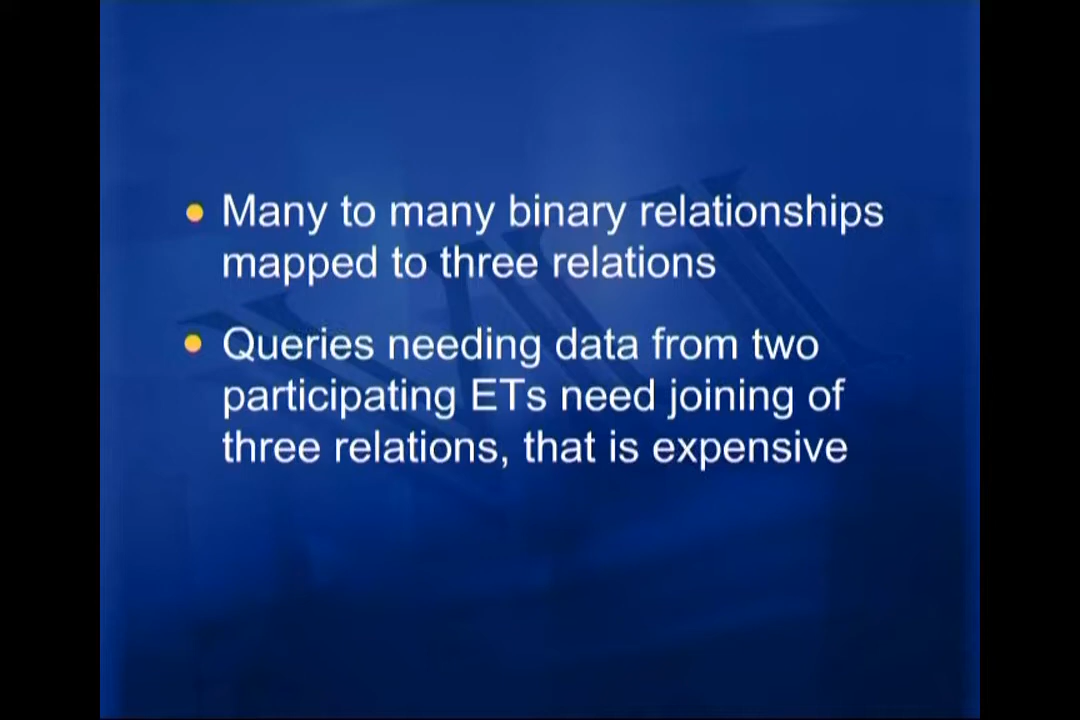 Many to many binary relationships
mapped to three relations
Queries needing data from two
participating ETs need joining of
three relations, that is expensive